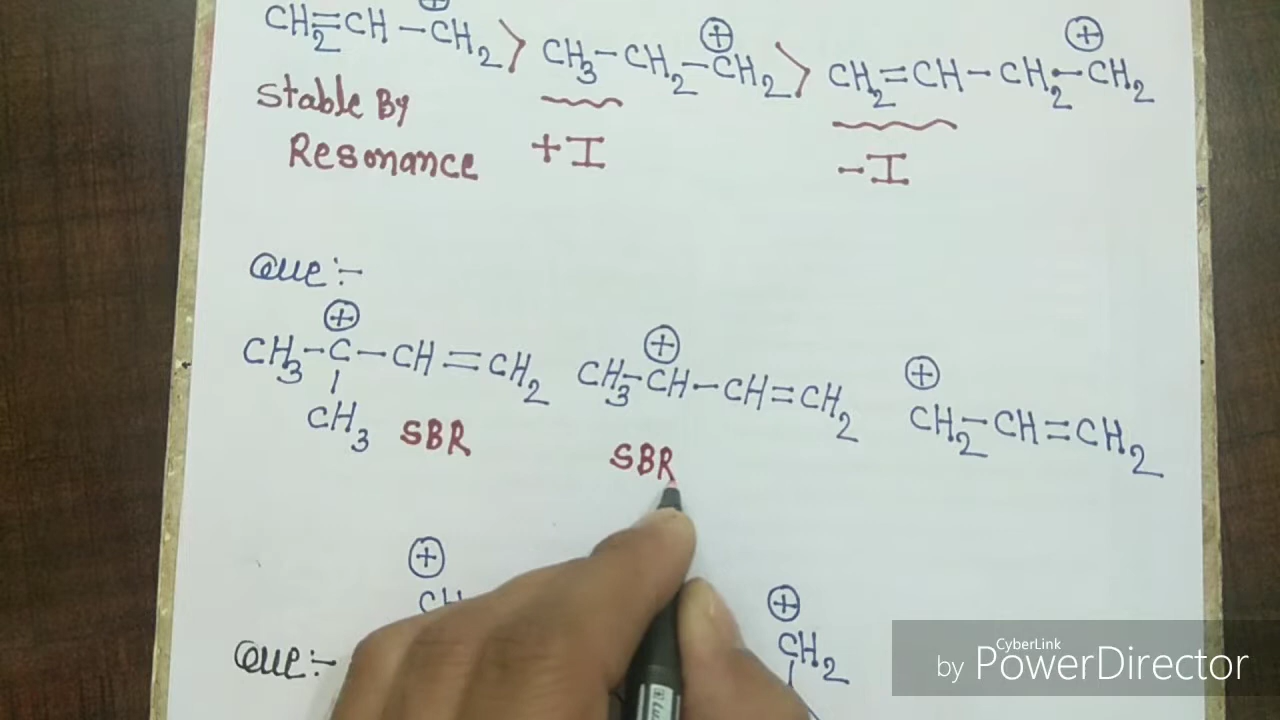 CH₂=CH-CH₂ > CH₃-CH₂-CH₂ > CH₂=CH-CH₂-CH₂
⊕ ⊕ ⊕
Stable By
Resonance
+I
-I
Que:-
⊕ ⊕ ⊕
CH₃-C-CH=CH₂ CH₃-CH-CH=CH₂ CH₂-CH=CH₂
CH₃
SBR SBR
⊕ ⊕
CH₂
Que:-
CyberLink
by PowerDirector